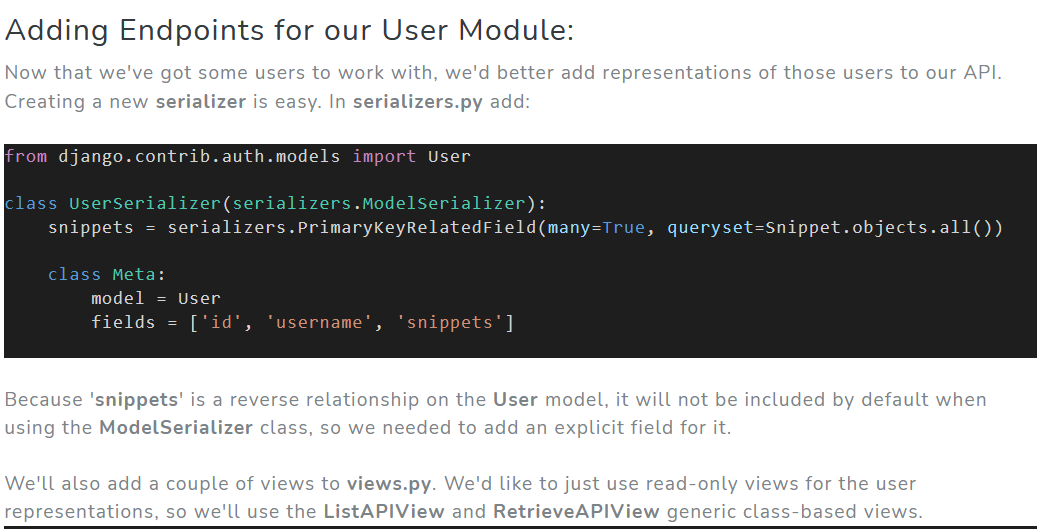 Adding Endpoints for our User Module:
Now that we've got some users to work with, we'd better add representations of those users to our API.
Creating a new serializer is easy. In serializers.py add:
from django.contrib.auth.models import User
class UserSerializer(serializers.ModelSerializer):
    snippets = serializers.PrimaryKeyRelatedField(many=True, queryset=Snippet.objects.all())
    class Meta:
        model = User
        fields = ['id', 'username', 'snippets']
Because 'snippets' is a reverse relationship on the User model, it will not be included by default when
using the ModelSerializer class, so we needed to add an explicit field for it.
We'll also add a couple of views to views.py. We'd like to just use read-only views for the user
representations, so we'll use the ListAPIView and RetrieveAPIView generic class-based views.